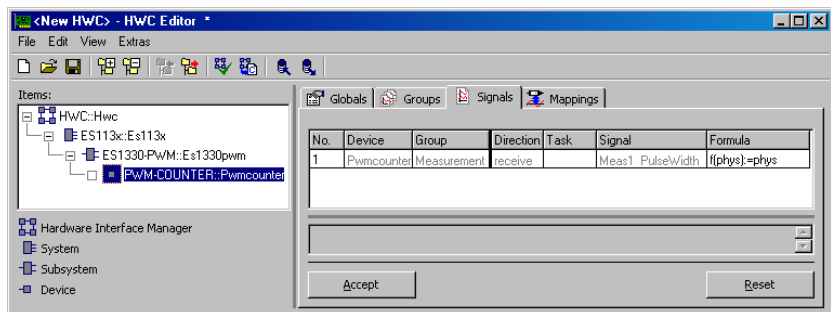 <New HWC> - HWC Editor *
File Edit View Extras
Items:
HWC::Hwc
ES113x::Es113x
ES1330-PWM::Es1330pwm
PWM-COUNTER::Pwmcounter
Hardware Interface Manager
System
Subsystem
Device
Globals Groups Signals Mappings
No. Device Group Direction Task Signal Formula
1 Pwmcounter Measurement receive Meas1_PulseWidth f(phys):=phys
Accept Reset